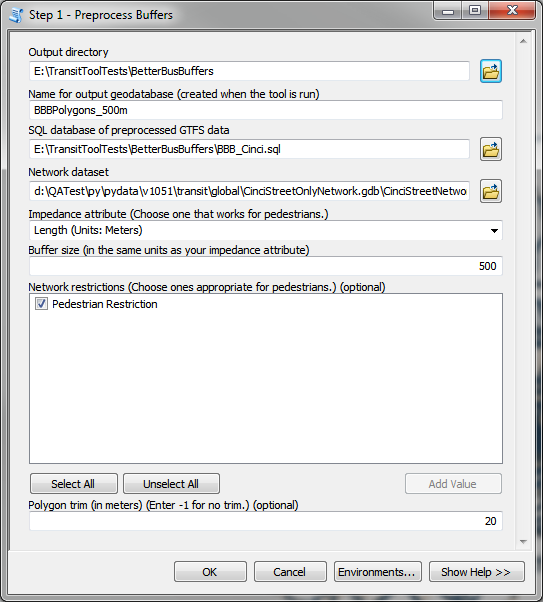 Step 1 - Preprocess Buffers
Output directory
E:\TransitToolTests\BetterBusBuffers
Name for output geodatabase (created when the tool is run)
BBBPolygons_500m
SQL database of preprocessed GTFS data
E:\TransitToolTests\BetterBusBuffers\BBB_Cinci.sql
Network dataset
d:\QATest\py\pydata\v1051\transit\global\CinciStreetOnlyNetwork.gdb\CinciStreetNetwo
Impedance attribute (Choose one that works for pedestrians.)
Length (Units: Meters)
Buffer size (in the same units as your impedance attribute)
500
Network restrictions (Choose ones appropriate for pedestrians.) (optional)
Pedestrian Restriction
Select All Unselect All Add Value
Polygon trim (in meters) (Enter -1 for no trim.) (optional)
20
OK Cancel Environments... Show Help >>